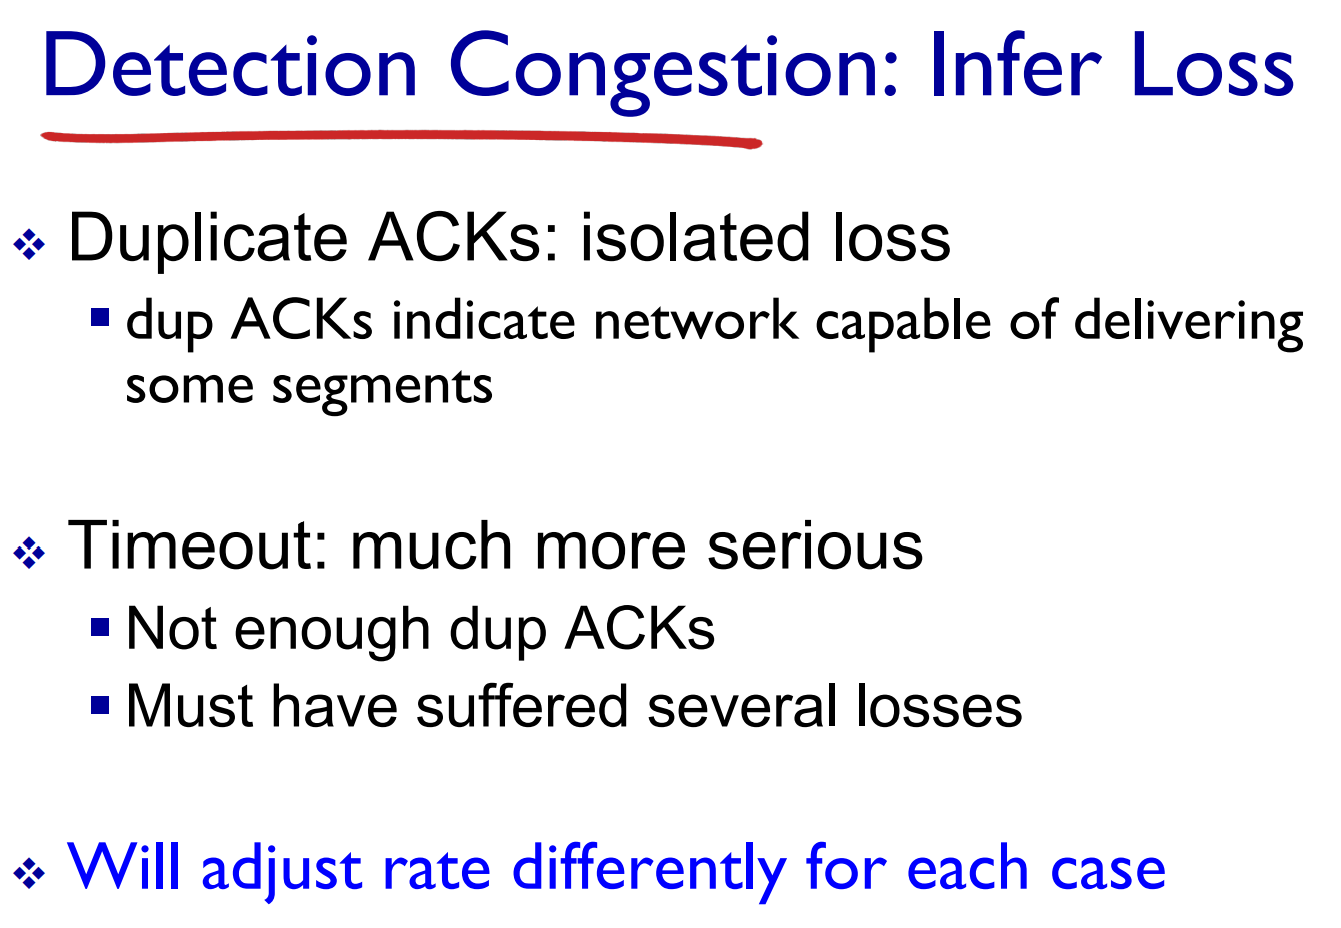 Detection Congestion: Infer Loss
Duplicate ACKs: isolated loss
dup ACKs indicate network capable of delivering
some segments
Timeout: much more serious
Not enough dup ACKs
Must have suffered several losses
Will adjust rate differently for each case